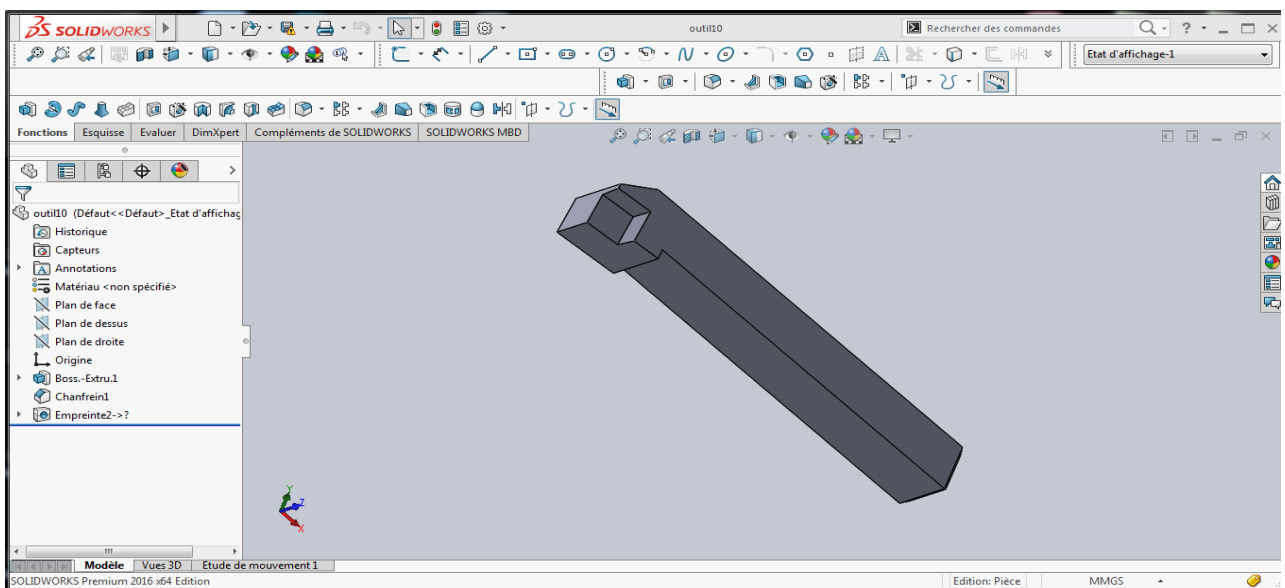 SOLIDWORKS
outil10
Rechercher des commandes
Etat d'affichage-1
Fonctions Esquisse Evaluer DimXpert Compléments de SOLIDWORKS SOLIDWORKS MBD
outil10 (Défaut<<Défaut>_Etat d'affichag
Historique
Capteurs
Annotations
Matériau <non spécifié>
Plan de face
Plan de dessus
Plan de droite
Origine
Boss.-Extru.1
Chanfrein1
Empreinte2->?
Y
Z
X
Modèle Vues 3D Etude de mouvement 1
SOLIDWORKS Premium 2016 x64 Edition
Edition: Pièce
MMGS